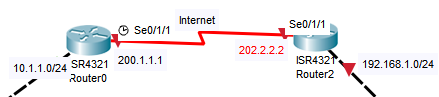 Internet
Se0/1/1
Se0/1/1
202.2.2.2
10.1.1.0/24
SR4321
Router0
200.1.1.1
ISR4321
Router2
192.168.1.0/24